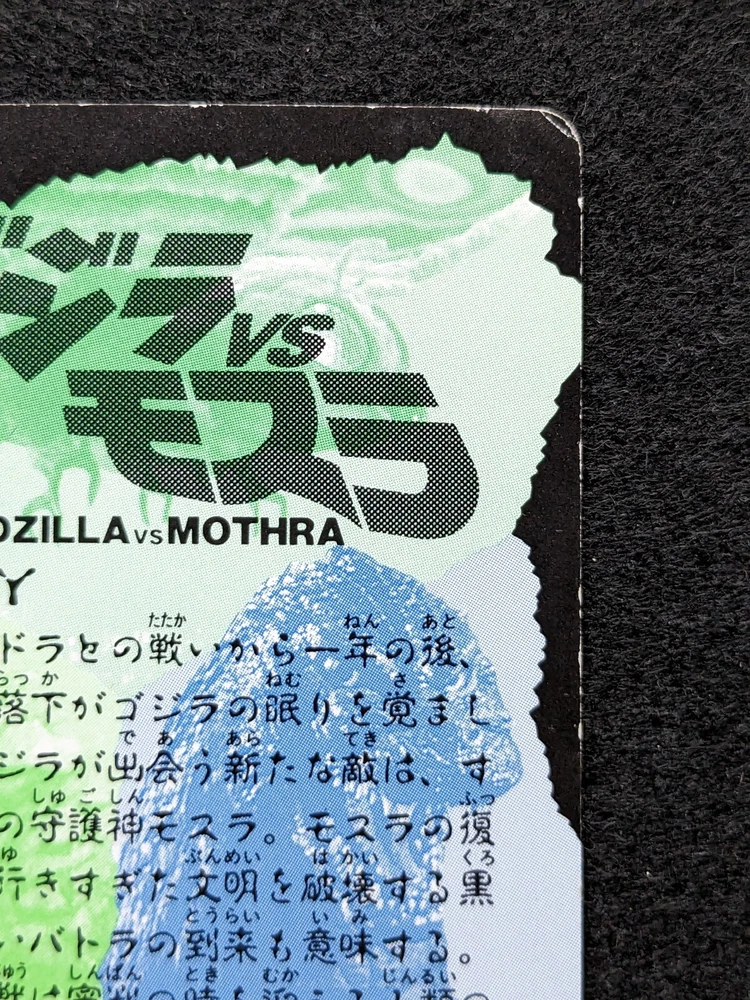 ゴジラ
VS
モスラ
DZILLA vs MOTHRA
Y
ドラとの戦いから一年の後、
落下がゴジラの眠りを覚まし
ジラが出会う新たな敵は、す
の守護神モスラ。モスラの復
行きすぎた文明を破壊する黒
いバトラの到来も意味する。